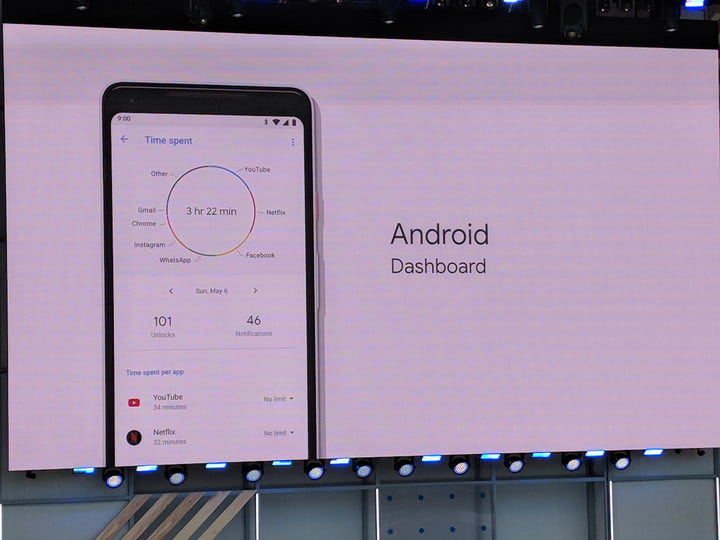 9:00
Time spent
Other
YouTube
Gmail
3 hr 22 min
Netflix
Chrome
Instagram
WhatsApp
Facebook
Sun, May 6
101
46
Unlocks
Notifications
Time spent per app
YouTube
No limit
34 minutes
Netflix
No limit
32 minutes
Android
Dashboard